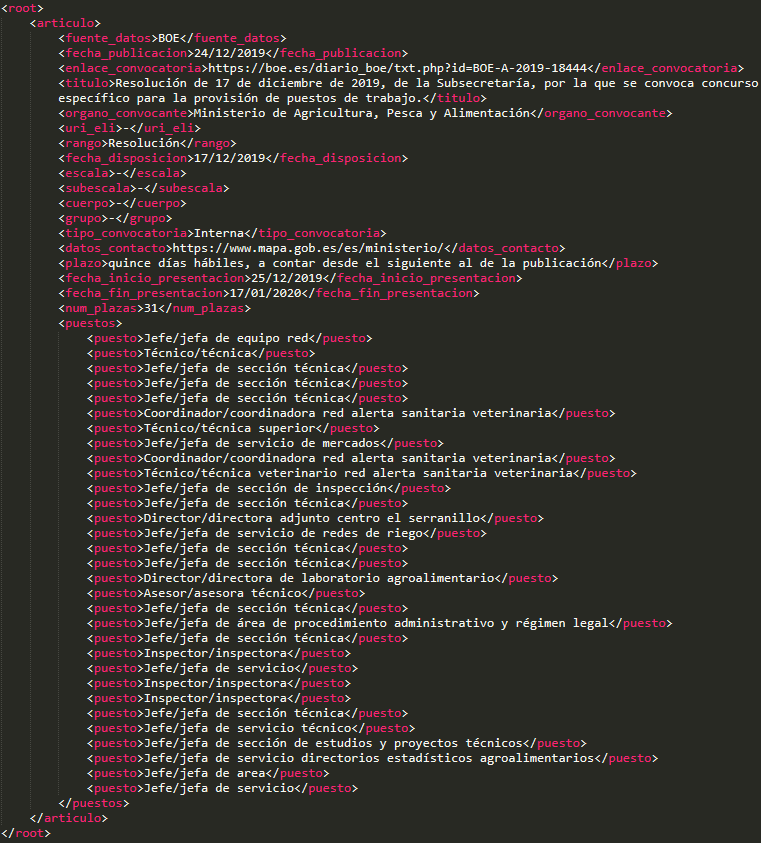 <root>
<articulo>
<fuente_datos>BOE</fuente_datos>
<fecha_publicacion>24/12/2019</fecha_publicacion>
<enlace_convocatoria>https://boe.es/diario_boe/txt.php?id=BOE-A-2019-18444</enlace_convocatoria>
<titulo>Resolución de 17 de diciembre de 2019, de la Subsecretaría, por la que se convoca concurso
específico para la provisión de puestos de trabajo.</titulo>
<organo_convocante>Ministerio de Agricultura, Pesca y Alimentación</organo_convocante>
<uri_eli>-</uri_eli>
<rango>Resolución</rango>
<fecha_disposicion>17/12/2019</fecha_disposicion>
<escala>-</escala>
<subescala>-</subescala>
<cuerpo>-</cuerpo>
<grupo>-</grupo>
<tipo_convocatoria>Interna</tipo_convocatoria>
<datos_contacto>https://www.mapa.gob.es/es/ministerio/</datos_contacto>
<plazo>quince días hábiles, a contar desde el siguiente al de la publicación</plazo>
<fecha_inicio_presentacion>25/12/2019</fecha_inicio_presentacion>
<fecha_fin_presentacion>17/01/2020</fecha_fin_presentacion>
<num_plazas>31</num_plazas>
<puestos>
<puesto>Jefe/jefa de equipo red</puesto>
<puesto>Técnico/técnica</puesto>
<puesto>Jefe/jefa de sección técnica</puesto>
<puesto>Jefe/jefa de sección técnica</puesto>
<puesto>Jefe/jefa de sección técnica</puesto>
<puesto>Coordinador/coordinadora red alerta sanitaria veterinaria</puesto>
<puesto>Técnico/técnica superior</puesto>
<puesto>Jefe/jefa de servicio de mercados</puesto>
<puesto>Coordinador/coordinadora red alerta sanitaria veterinaria</puesto>
<puesto>Técnico/técnica veterinario red alerta sanitaria veterinaria</puesto>
<puesto>Jefe/jefa de sección de inspección</puesto>
<puesto>Jefe/jefa de sección técnica</puesto>
<puesto>Director/directora adjunto centro el serranillo</puesto>
<puesto>Jefe/jefa de servicio de redes de riego</puesto>
<puesto>Jefe/jefa de sección técnica</puesto>
<puesto>Jefe/jefa de sección técnica</puesto>
<puesto>Director/directora de laboratorio agroalimentario</puesto>
<puesto>Asesor/asesora técnico</puesto>
<puesto>Jefe/jefa de sección técnica</puesto>
<puesto>Jefe/jefa de área de procedimiento administrativo y régimen legal</puesto>
<puesto>Jefe/jefa de sección técnica</puesto>
<puesto>Inspector/inspectora</puesto>
<puesto>Jefe/jefa de servicio</puesto>
<puesto>Inspector/inspectora</puesto>
<puesto>Inspector/inspectora</puesto>
<puesto>Jefe/jefa de sección técnica</puesto>
<puesto>Jefe/jefa de servicio técnico</puesto>
<puesto>Jefe/jefa de sección de estudios y proyectos técnicos</puesto>
<puesto>Jefe/jefa de servicio directorios estadísticos agroalimentarios</puesto>
<puesto>Jefe/jefa de area</puesto>
<puesto>Jefe/jefa de servicio</puesto>
</puestos>
</articulo>
</root>